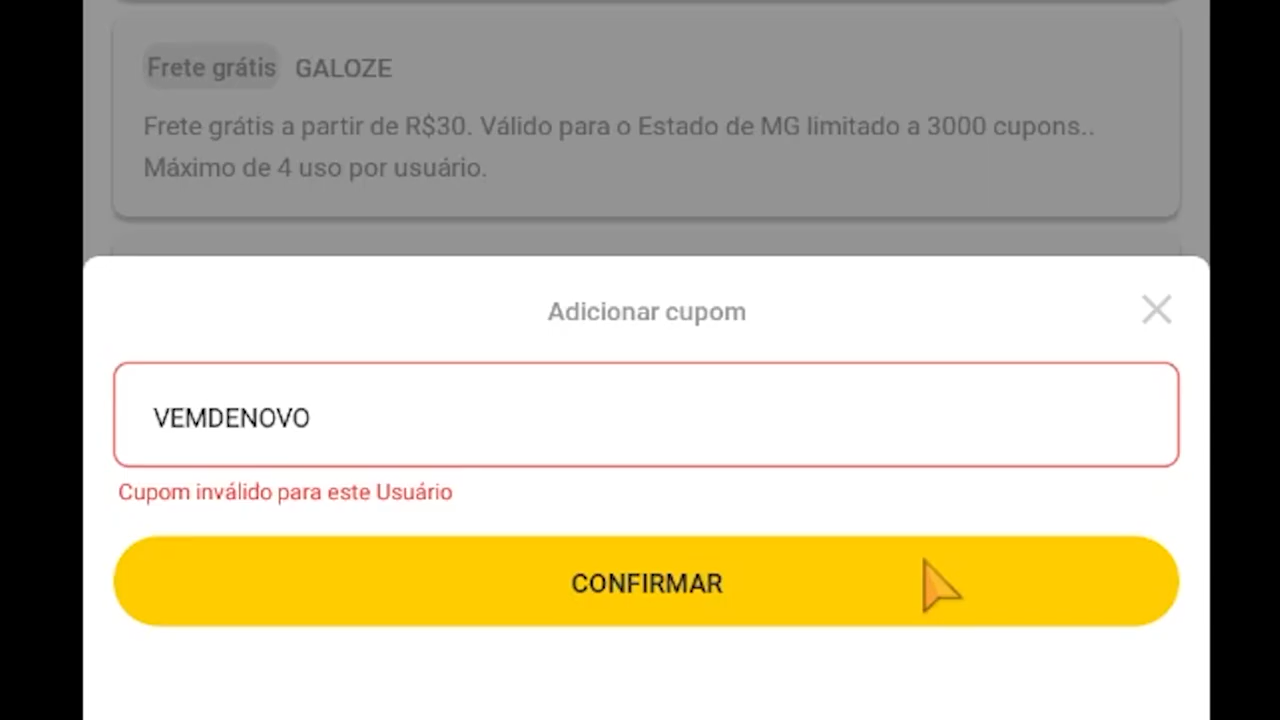 Frete grátis GALOZE
Frete grátis a partir de R$30. Válido para o Estado de MG limitado a 3000 cupons..
Máximo de 4 uso por usuário.
Adicionar cupom
VEMDENOVO
Cupom inválido para este Usuário
CONFIRMAR